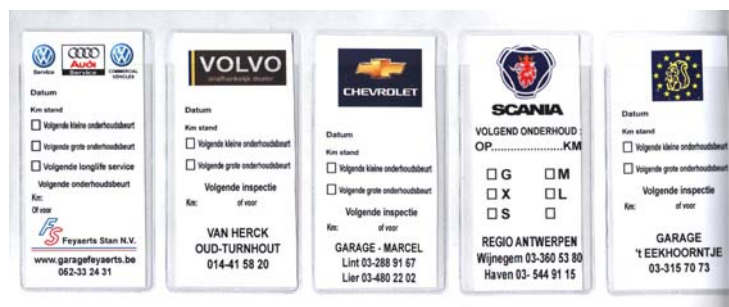 Audi
Service
Service
COMMERCIAL
VEHICLES
Datum
Km stand
Volgende kleine onderhoudsbeurt
Volgende grote onderhoudsbeurt
Volgende longlife service
Volgende onderhoudsbeurt
Km:
Of voor
FS
Feyaerts Stan N.V.
www.garagefeyaerts.be
052-33 24 31
VOLVO
onafhankelijk dealer
Datum
Km stand
Volgende kleine onderhoudsbeurt
Volgende grote onderhoudsbeurt
Volgende inspectie
Km: of voor
VAN HERCK
OUD-TURNHOUT
014-41 58 20
CHEVROLET
Datum
Km stand
Volgende kleine onderhoudsbeurt
Volgende grote onderhoudsbeurt
Volgende inspectie
Km: of voor
GARAGE - MARCEL
Lint 03-288 91 67
Lier 03-480 22 02
SCANIA
VOLGEND ONDERHOUD :
OP......................KM
G M
X L
S
REGIO ANTWERPEN
Wijnegem 03-360 53 80
Haven 03- 544 91 15
Datum
Km stand
Volgende kleine onderhoudsbeurt
Volgende grote onderhoudsbeurt
Volgende inspectie
Km: of voor
GARAGE
't EEKHOORNTJE
03-315 70 73